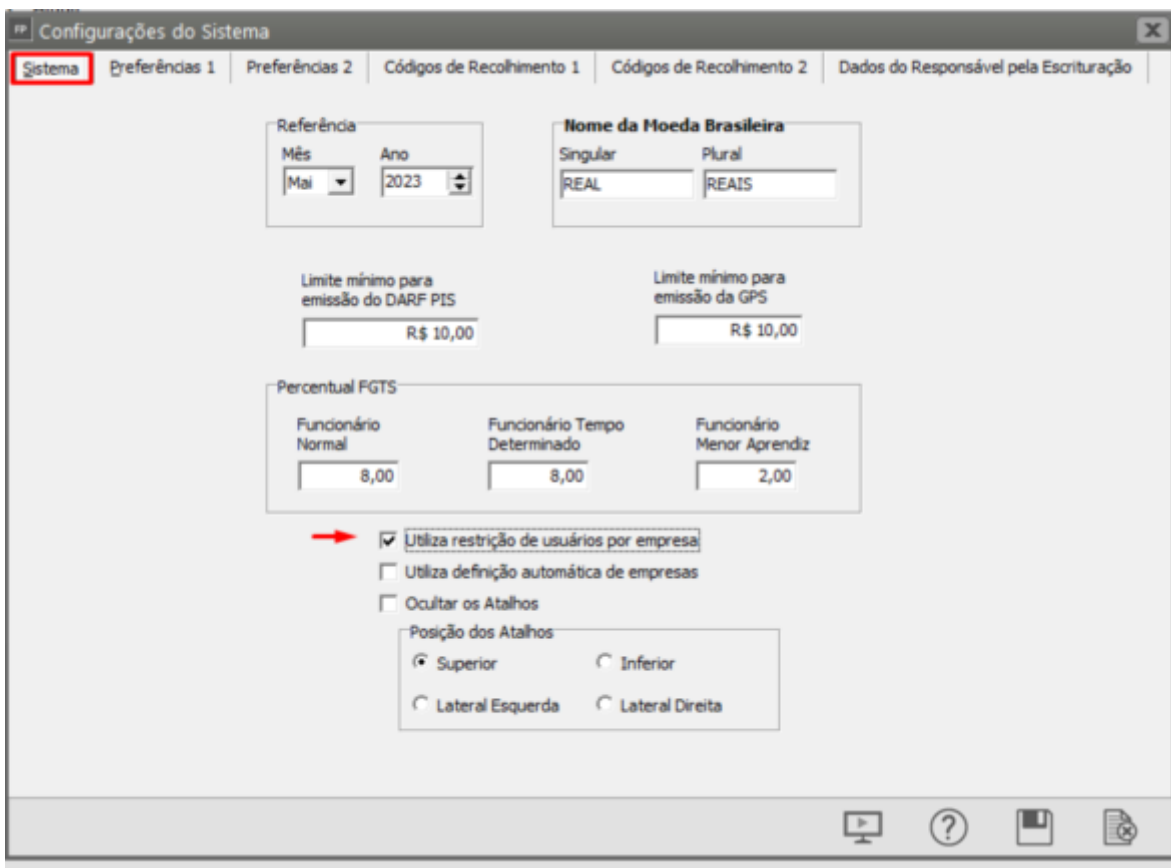 FP Configurações do Sistema
Sistema Preferências 1 Preferências 2 Códigos de Recolhimento 1 Códigos de Recolhimento 2 Dados do Responsável pela Escrituração
Referência
Mês Ano
Mai 2023
Nome da Moeda Brasileira
Singular Plural
REAL REAIS
Limite mínimo para
emissão do DARF PIS
R$ 10,00
Limite mínimo para
emissão da GPS
R$ 10,00
Percentual FGTS
Funcionário
Normal
8,00
Funcionário Tempo
Determinado
8,00
Funcionário
Menor Aprendiz
2,00
Utiliza restrição de usuários por empresa
Utiliza definição automática de empresas
Ocultar os Atalhos
Posição dos Atalhos
Superior Inferior
Lateral Esquerda Lateral Direita